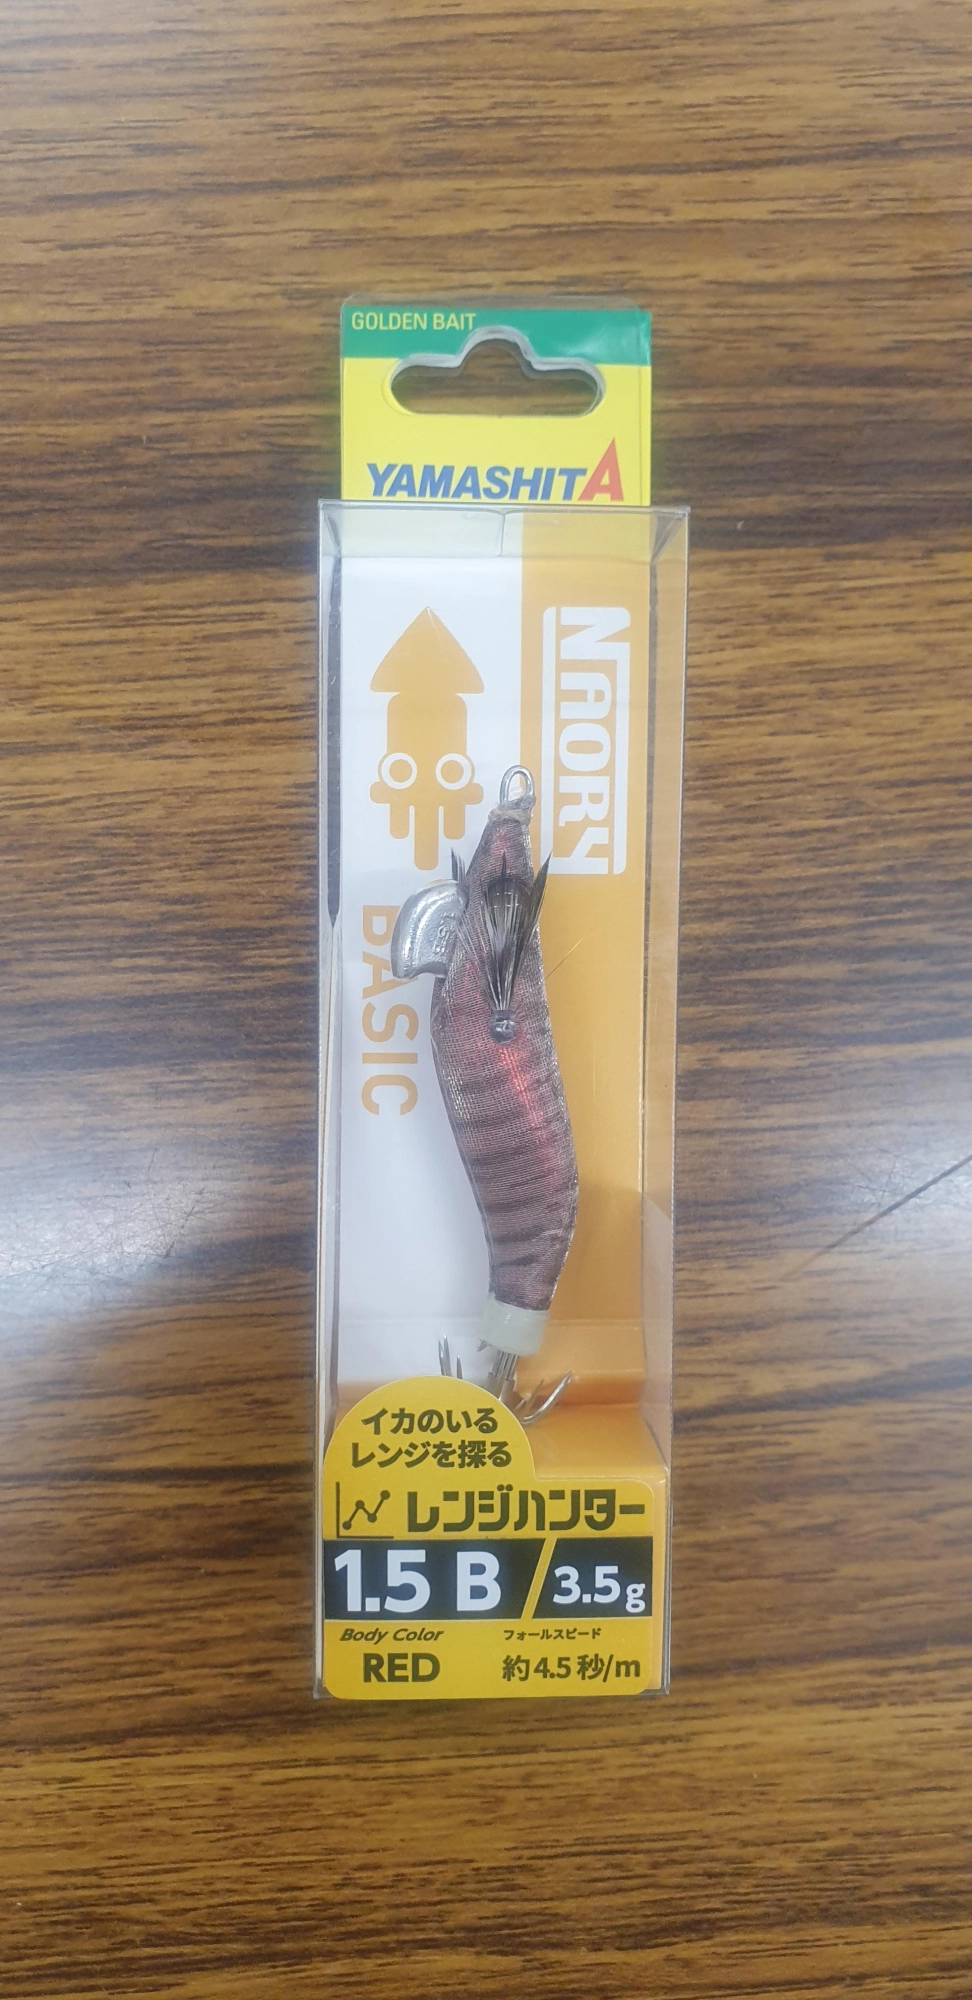 GOLDEN BAIT
YAMASHITA
NAORY
BASIC
イカのいる
レンジを探る
レンジハンター
1.5 B / 3.5g
Body Color
フォールスピード
RED
約4.5秒/m